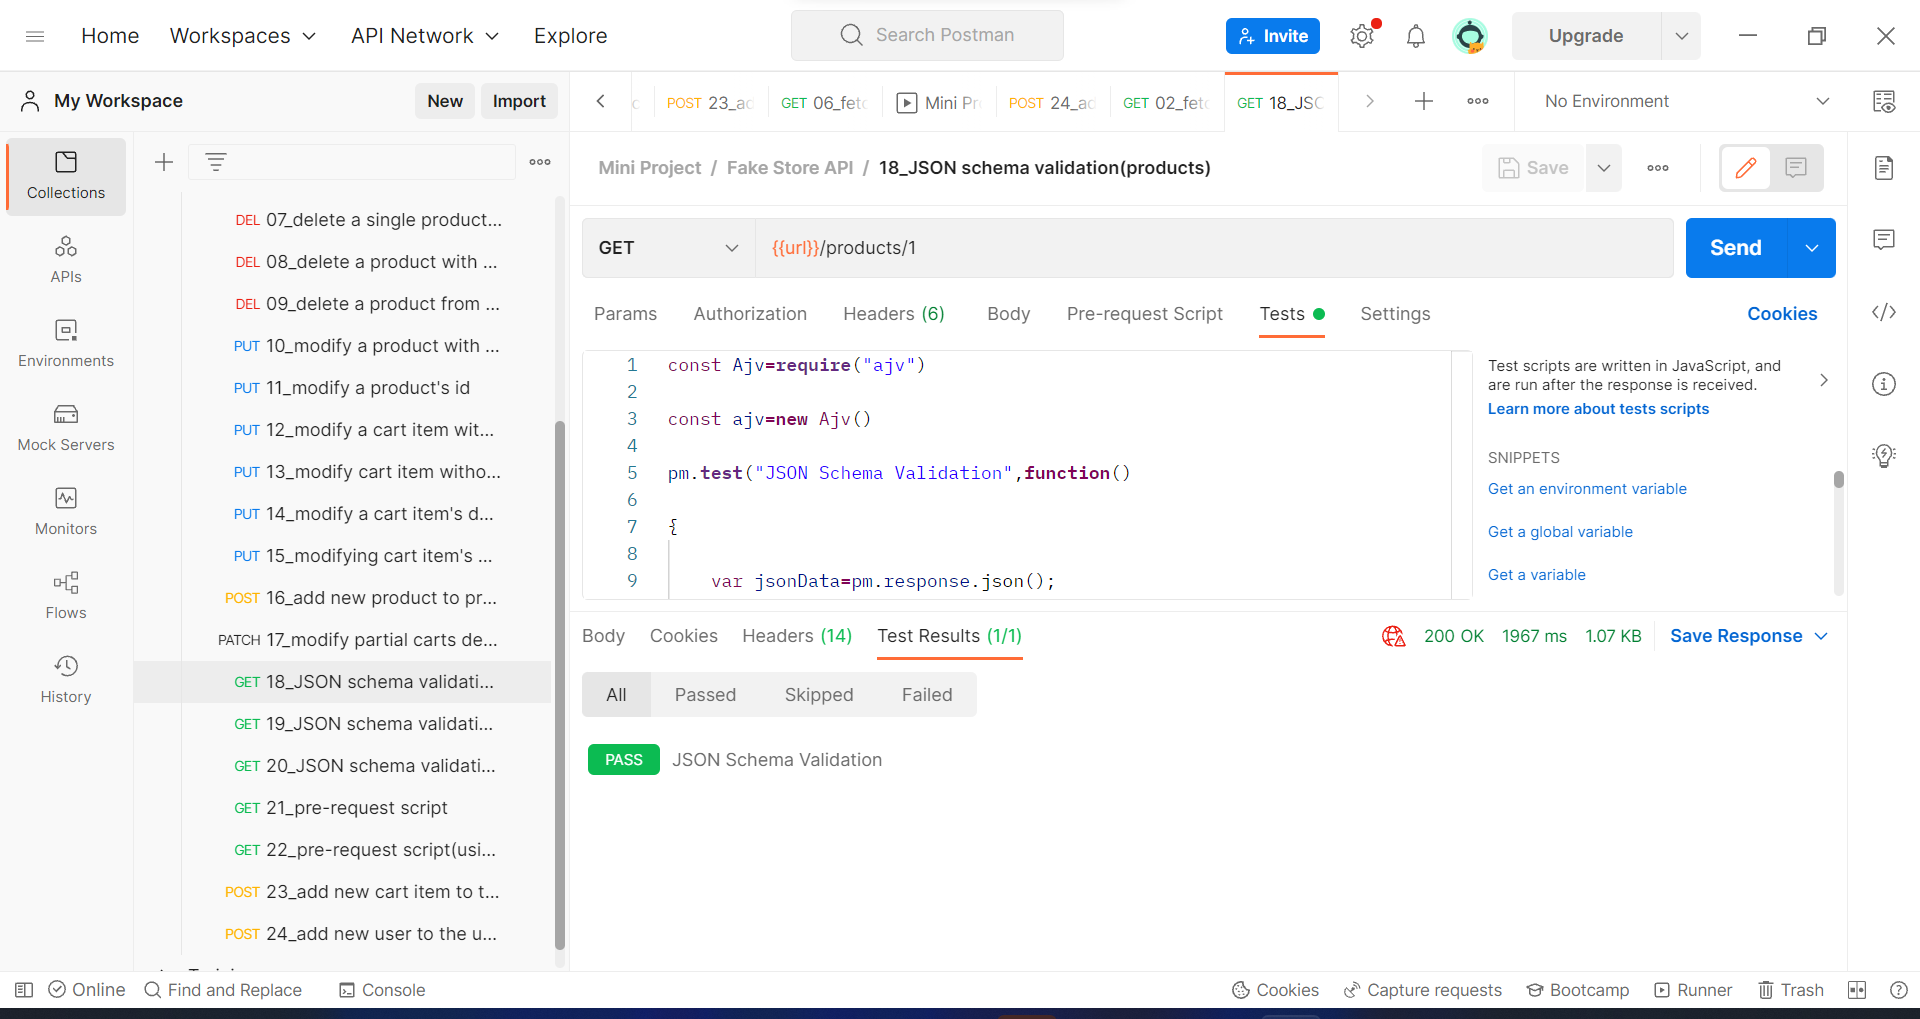 Home Workspaces API Network Explore Search Postman Invite Upgrade
My Workspace New Import
POST 23_ac GET 06_fetc Mini Pr POST 24_ad GET 02_fetc GET 18_JSC No Environment
Collections
APIs
Environments
Mock Servers
Monitors
Flows
History
DEL 07_delete a single product...
DEL 08_delete a product with ...
DEL 09_delete a product from ...
PUT 10_modify a product with ...
PUT 11_modify a product's id
PUT 12_modify a cart item wit...
PUT 13_modify cart item witho...
PUT 14_modify a cart item's d...
PUT 15_modifying cart item's ...
POST 16_add new product to pr...
PATCH 17_modify partial carts de...
GET 18_JSON schema validati...
GET 19_JSON schema validati...
GET 20_JSON schema validati...
GET 21_pre-request script
GET 22_pre-request script(usi...
POST 23_add new cart item to t...
POST 24_add new user to the u...
Mini Project / Fake Store API / 18_JSON schema validation(products) Save
GET {{url}}/products/1 Send
Params Authorization Headers (6) Body Pre-request Script Tests Settings Cookies
1 const Ajv=require("ajv")
2
3 const ajv=new Ajv()
4
5 pm.test("JSON Schema Validation",function()
6
7 {
8
9 var jsonData=pm.response.json();
Test scripts are written in JavaScript, and
are run after the response is received.
Learn more about tests scripts
SNIPPETS
Get an environment variable
Get a global variable
Get a variable
Body Cookies Headers (14) Test Results (1/1) 200 OK 1967 ms 1.07 KB Save Response
All Passed Skipped Failed
PASS JSON Schema Validation
Online Find and Replace Console Cookies Capture requests Bootcamp Runner Trash